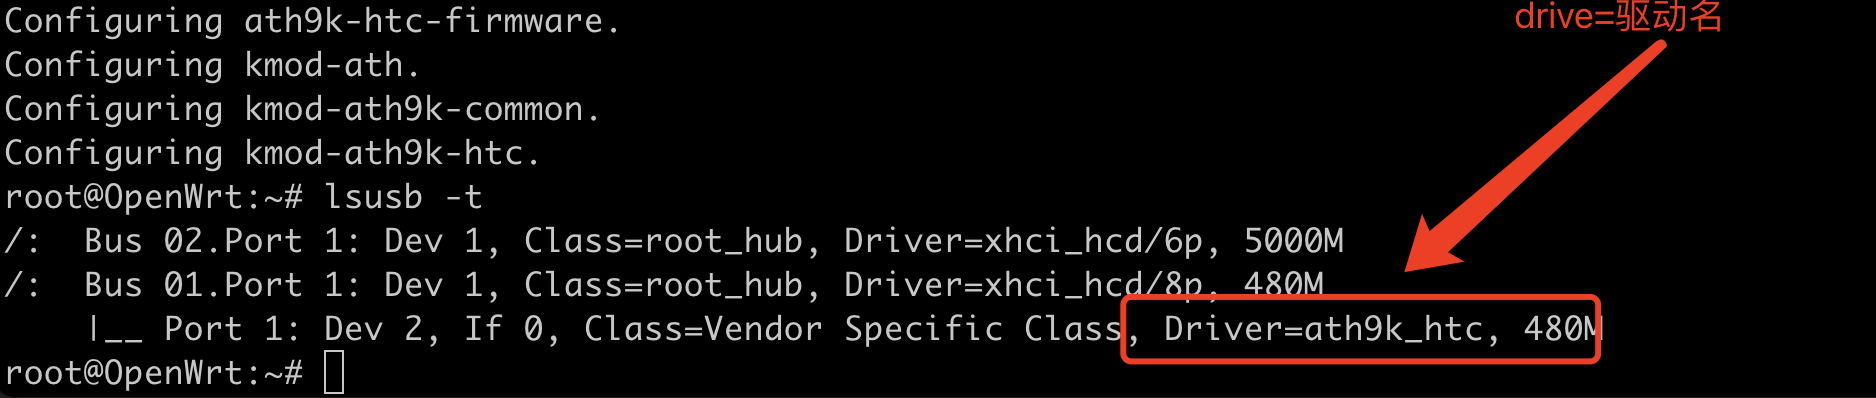 drive=驱动名
Configuring ath9k-htc-firmware.
Configuring kmod-ath.
Configuring kmod-ath9k-common.
Configuring kmod-ath9k-htc.
root@OpenWrt:~# lsusb -t
/:  Bus 02.Port 1: Dev 1, Class=root_hub, Driver=xhci_hcd/6p, 5000M
/:  Bus 01.Port 1: Dev 1, Class=root_hub, Driver=xhci_hcd/8p, 480M
    |__ Port 1: Dev 2, If 0, Class=Vendor Specific Class, Driver=ath9k_htc, 480M
root@OpenWrt:~#